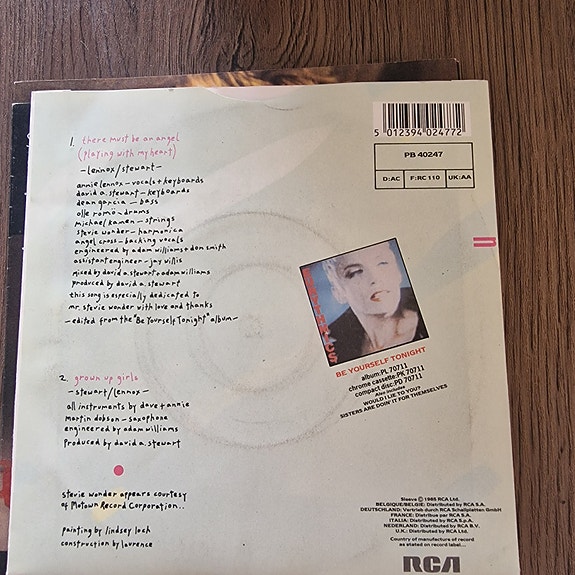 1. there must be an angel
(playing with my heart)
-lennox/stewart-
annie lennox-vocals+keyboards
david a. stewart-keyboards
dean garcia-bass
olle romö-drums
michael kamen-strings
stevie wonder-harmonica
angel cross-backing vocals
engineered by adam williams+don smith
assistant engineer-jay willis
mixed by david a. stewart+adam williams
produced by david a. stewart
this song is especially dedicated to
mr. stevie wonder with love and thanks
-edited from the "Be Yourself Tonight" album-
2. grown up girls
-stewart/lennox-
all instruments by dave+annie
martin dobson-saxophone
engineered by adam williams
produced by david a. stewart
stevie wonder appears courtesy
of Motown Record Corporation..
painting by lindsey loch
construction by laurence
5 012394 024772
PB 40247
D:AC F:RC 110 UK:AA
EURYTHMICS
BE YOURSELF TONIGHT
album:PL 70711
chrome cassette:PK 70711
compact disc:PD 70711
Also includes
WOULD I LIE TO YOU?
SISTERS ARE DOIN' IT FOR THEMSELVES
Sleeve © 1985 RCA Ltd.
BELGIQUE/BELGIE: Distributed by RCA S.A.
DEUTSCHLAND: Vertrieb durch RCA Schallplatten GmbH
FRANCE: Distribue par RCA S.A.
ITALIA: Distributed by RCA S.p.A.
NEDERLAND: Distributed by RCA B.V.
U.K.: Distributed by RCA Ltd.
Country of manufacture of record
as stated on record label...
RCA